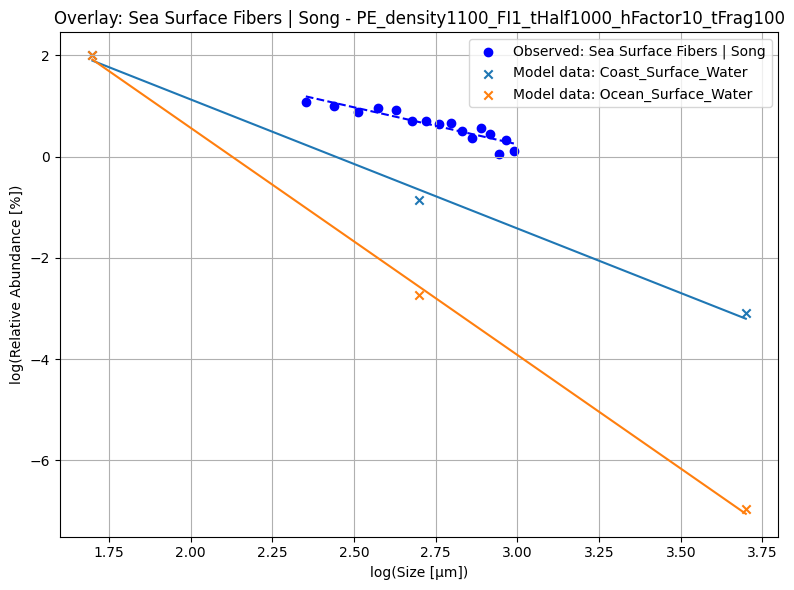 Overlay: Sea Surface Fibers | Song - PE_density1100_FI1_tHalf1000_hFactor10_tFrag100
Observed: Sea Surface Fibers | Song
Model data: Coast_Surface_Water
Model data: Ocean_Surface_Water
log(Relative Abundance [%])
2
0
−2
−4
−6
1.75 2.00 2.25 2.50 2.75 3.00 3.25 3.50 3.75
log(Size [µm])